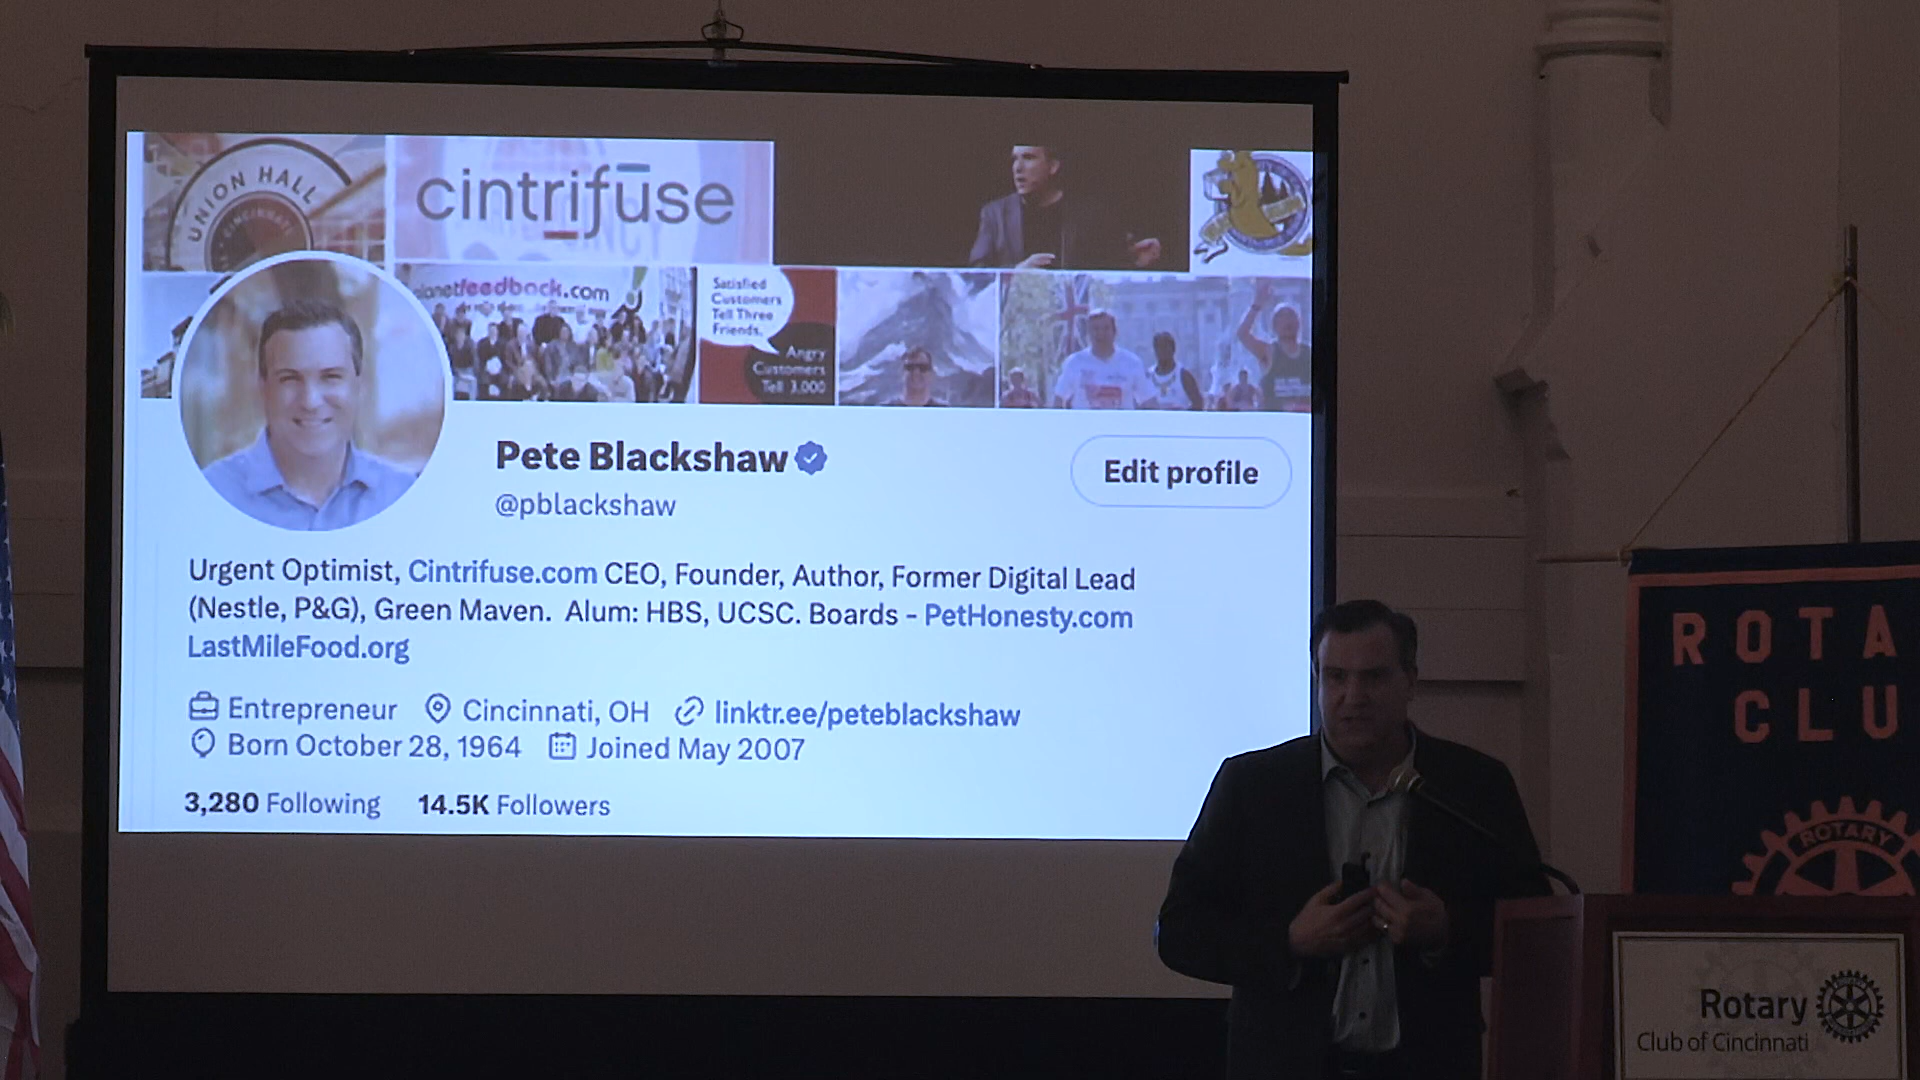 UNION HALL
CINCINNATI
cintrifuse
planetfeedback.com
Satisfied
Customers
Tell Three
Friends,
Angry
Customers
Tell 3,000
Pete Blackshaw
@pblackshaw
Edit profile
Urgent Optimist, Cintrifuse.com CEO, Founder, Author, Former Digital Lead
(Nestle, P&G), Green Maven. Alum: HBS, UCSC. Boards - PetHonesty.com
LastMileFood.org
Entrepreneur Cincinnati, OH linktr.ee/peteblackshaw
Born October 28, 1964 Joined May 2007
3,280 Following 14.5K Followers
ROTA
CLU
ROTARY
Rotary
Club of Cincinnati